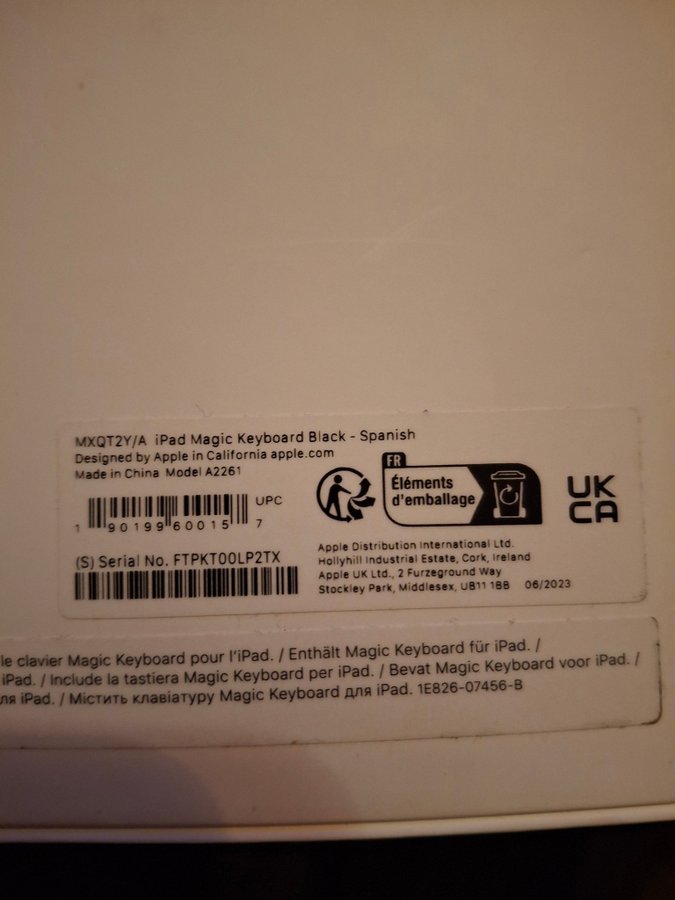 MXQT2Y/A iPad Magic Keyboard Black - Spanish
Designed by Apple in California apple.com
Made in China Model A2261
UPC
1 90199 60015 7
(S) Serial No. FTPKT00LP2TX
FR
Éléments
d'emballage
UK
CA
Apple Distribution International Ltd.
Hollyhill Industrial Estate, Cork, Ireland
Apple UK Ltd., 2 Furzeground Way
Stockley Park, Middlesex, UB11 1BB 06/2023
le clavier Magic Keyboard pour l'iPad. / Enthält Magic Keyboard für iPad. /
iPad. / Include la tastiera Magic Keyboard per iPad. / Bevat Magic Keyboard voor iPad. /
ля iPad. / Містить клавіатуру Magic Keyboard для iPad. 1E826-07456-B